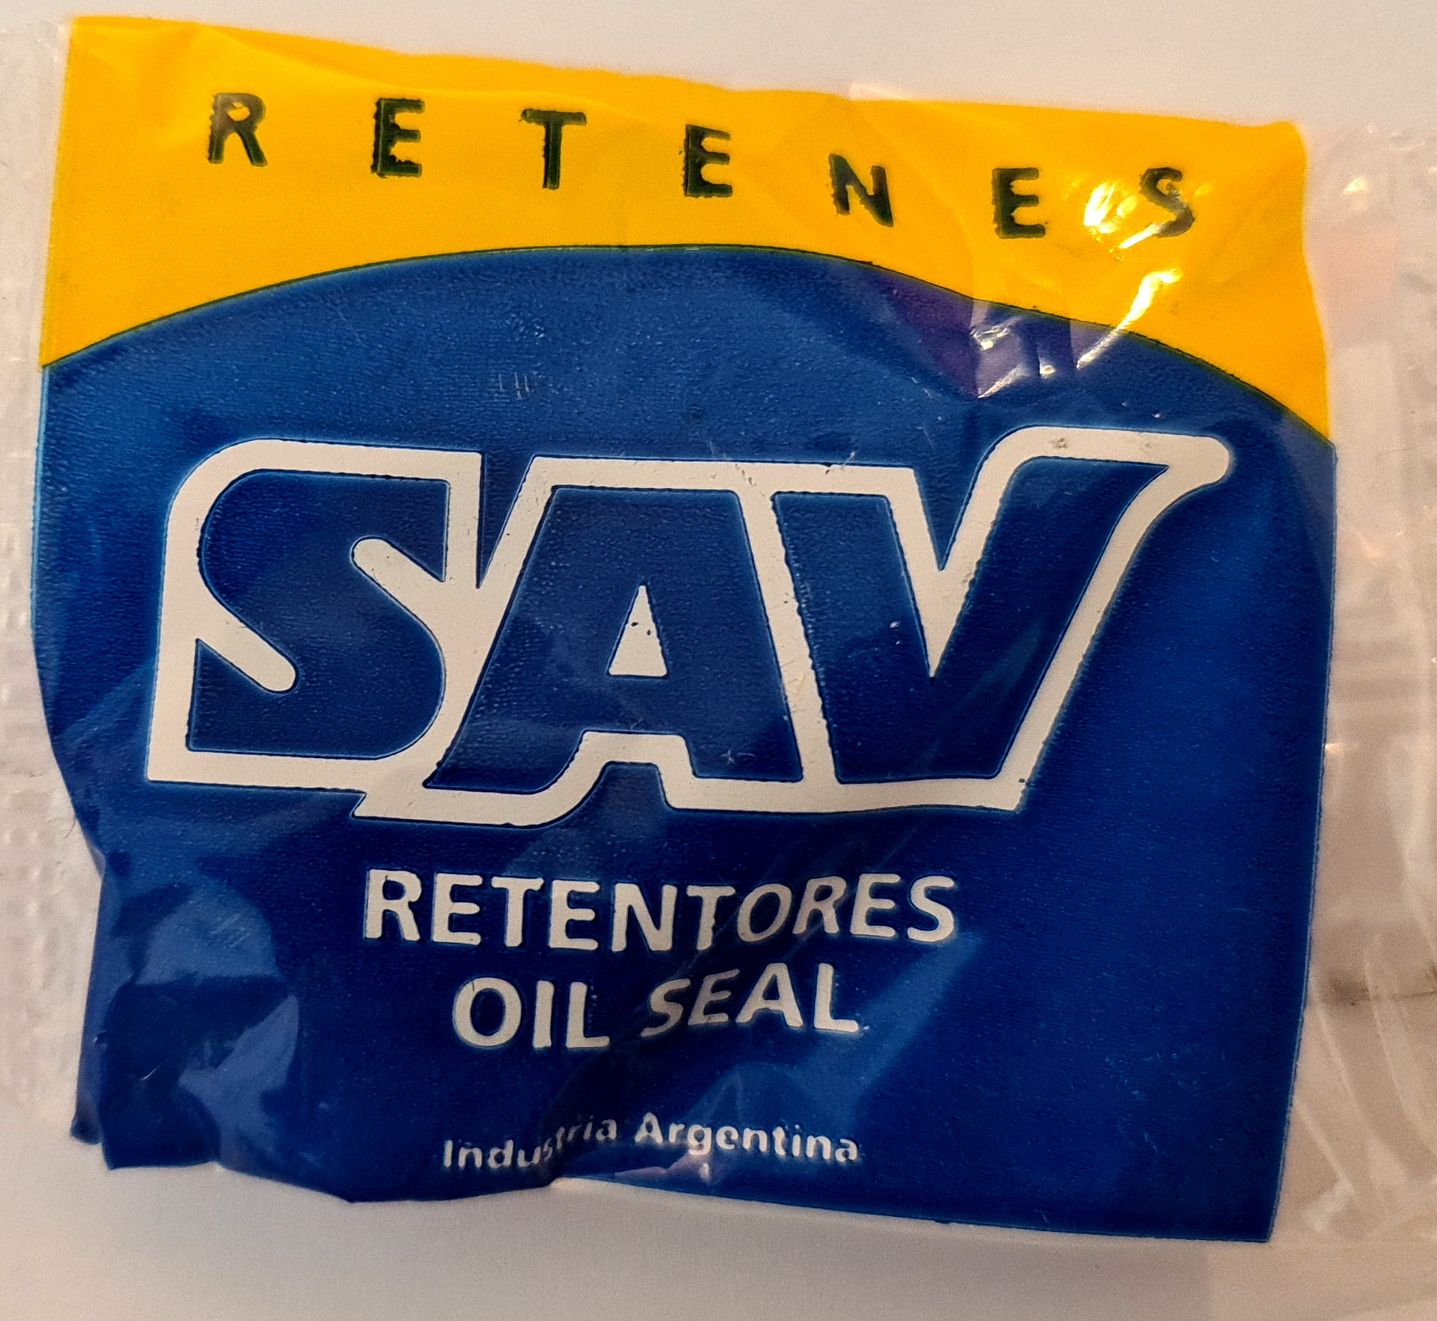 RETENES
SAV
RETENTORES
OIL SEAL
Industria Argentina